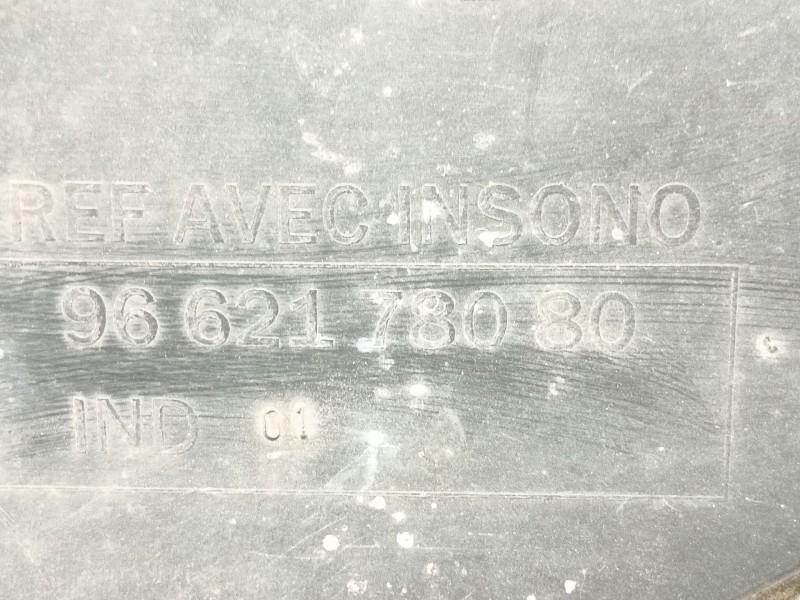 REF AVEC INSONO
96 621 780 80
IND 01